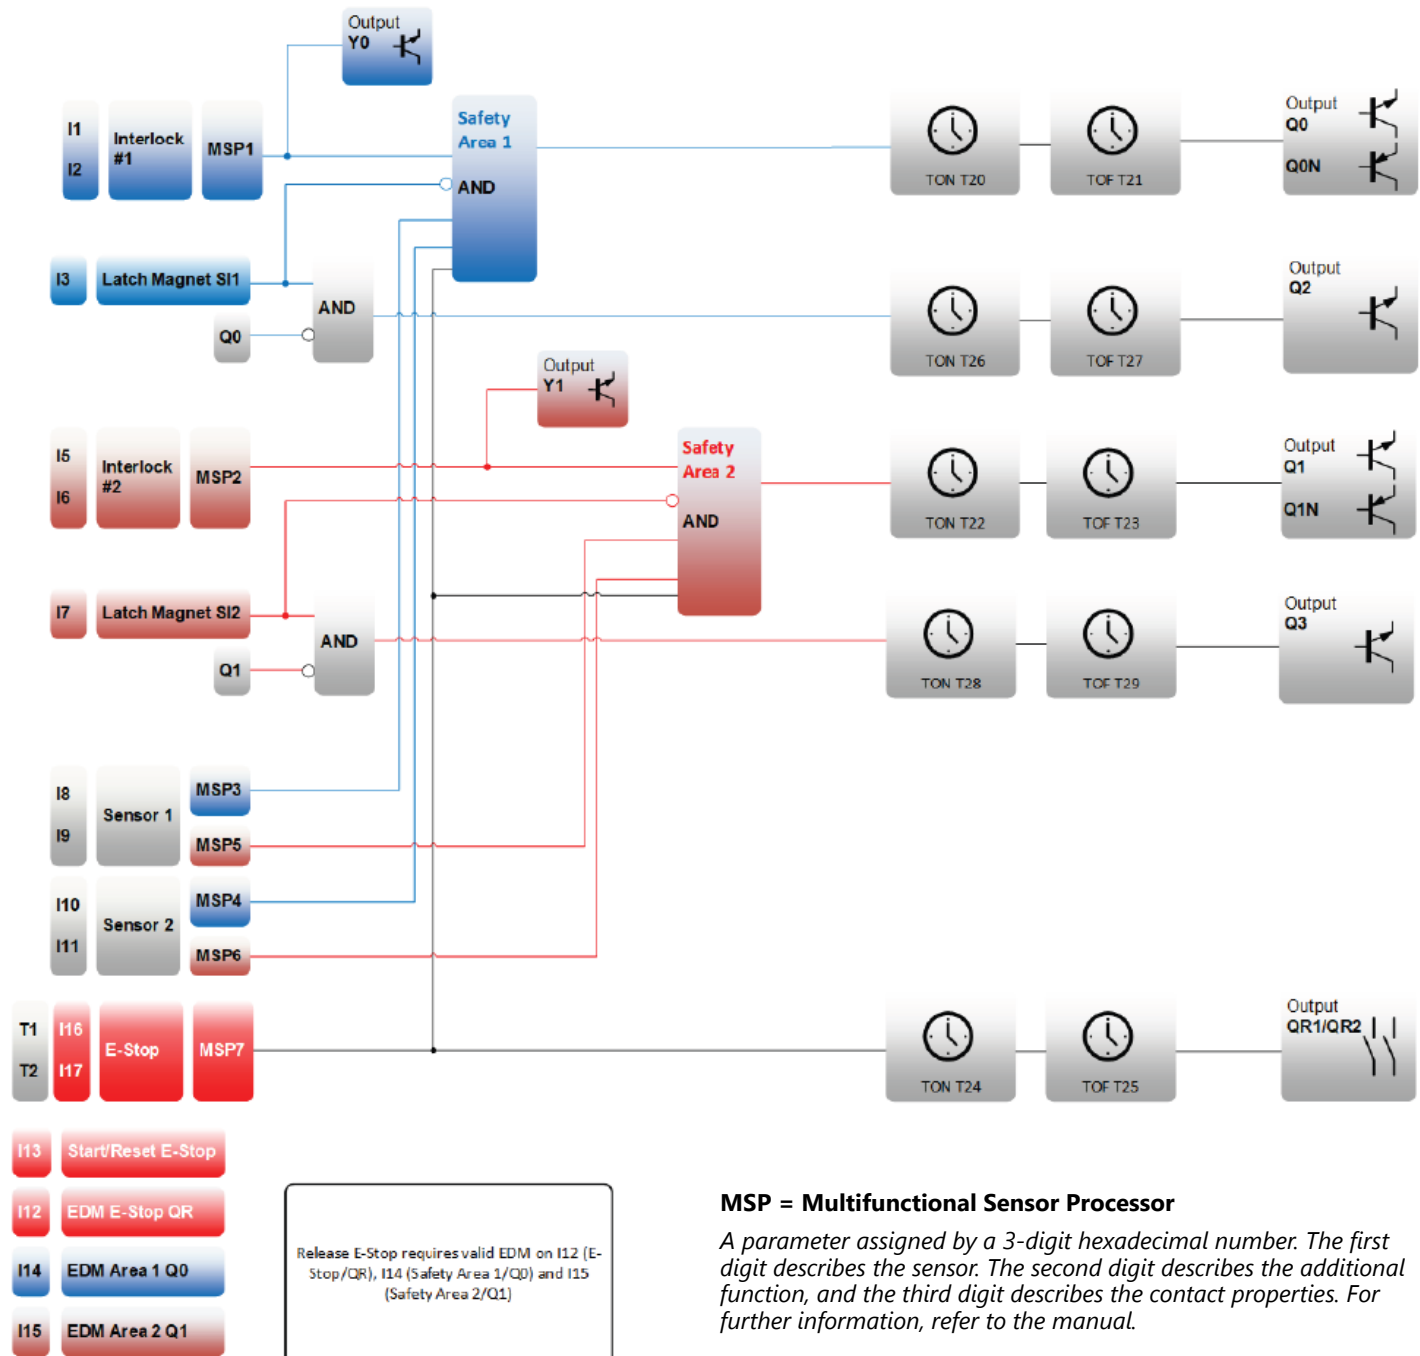 Output
Y0
I1
I2
Interlock
#1
MSP1
Safety
Area 1
AND
TON T20
TOF T21
Output
Q0
Q0N
I3
Latch Magnet SI1
Q0
AND
TON T26
TOF T27
Output
Q2
Output
Y1
I5
I6
Interlock
#2
MSP2
Safety
Area 2
AND
TON T22
TOF T23
Output
Q1
Q1N
I7
Latch Magnet SI2
Q1
AND
TON T28
TOF T29
Output
Q3
I8
I9
Sensor 1
MSP3
MSP5
I10
I11
Sensor 2
MSP4
MSP6
T1
T2
I16
I17
E-Stop
MSP7
TON T24
TOF T25
Output
QR1/QR2
I13
Start/Reset E-Stop
I12
EDM E-Stop QR
I14
EDM Area 1 Q0
I15
EDM Area 2 Q1
Release E-Stop requires valid EDM on I12 (E-
Stop/QR), I14 (Safety Area 1/Q0) and I15
(Safety Area 2/Q1)
MSP = Multifunctional Sensor Processor
A parameter assigned by a 3-digit hexadecimal number. The first
digit describes the sensor. The second digit describes the additional
function, and the third digit describes the contact properties. For
further information, refer to the manual.